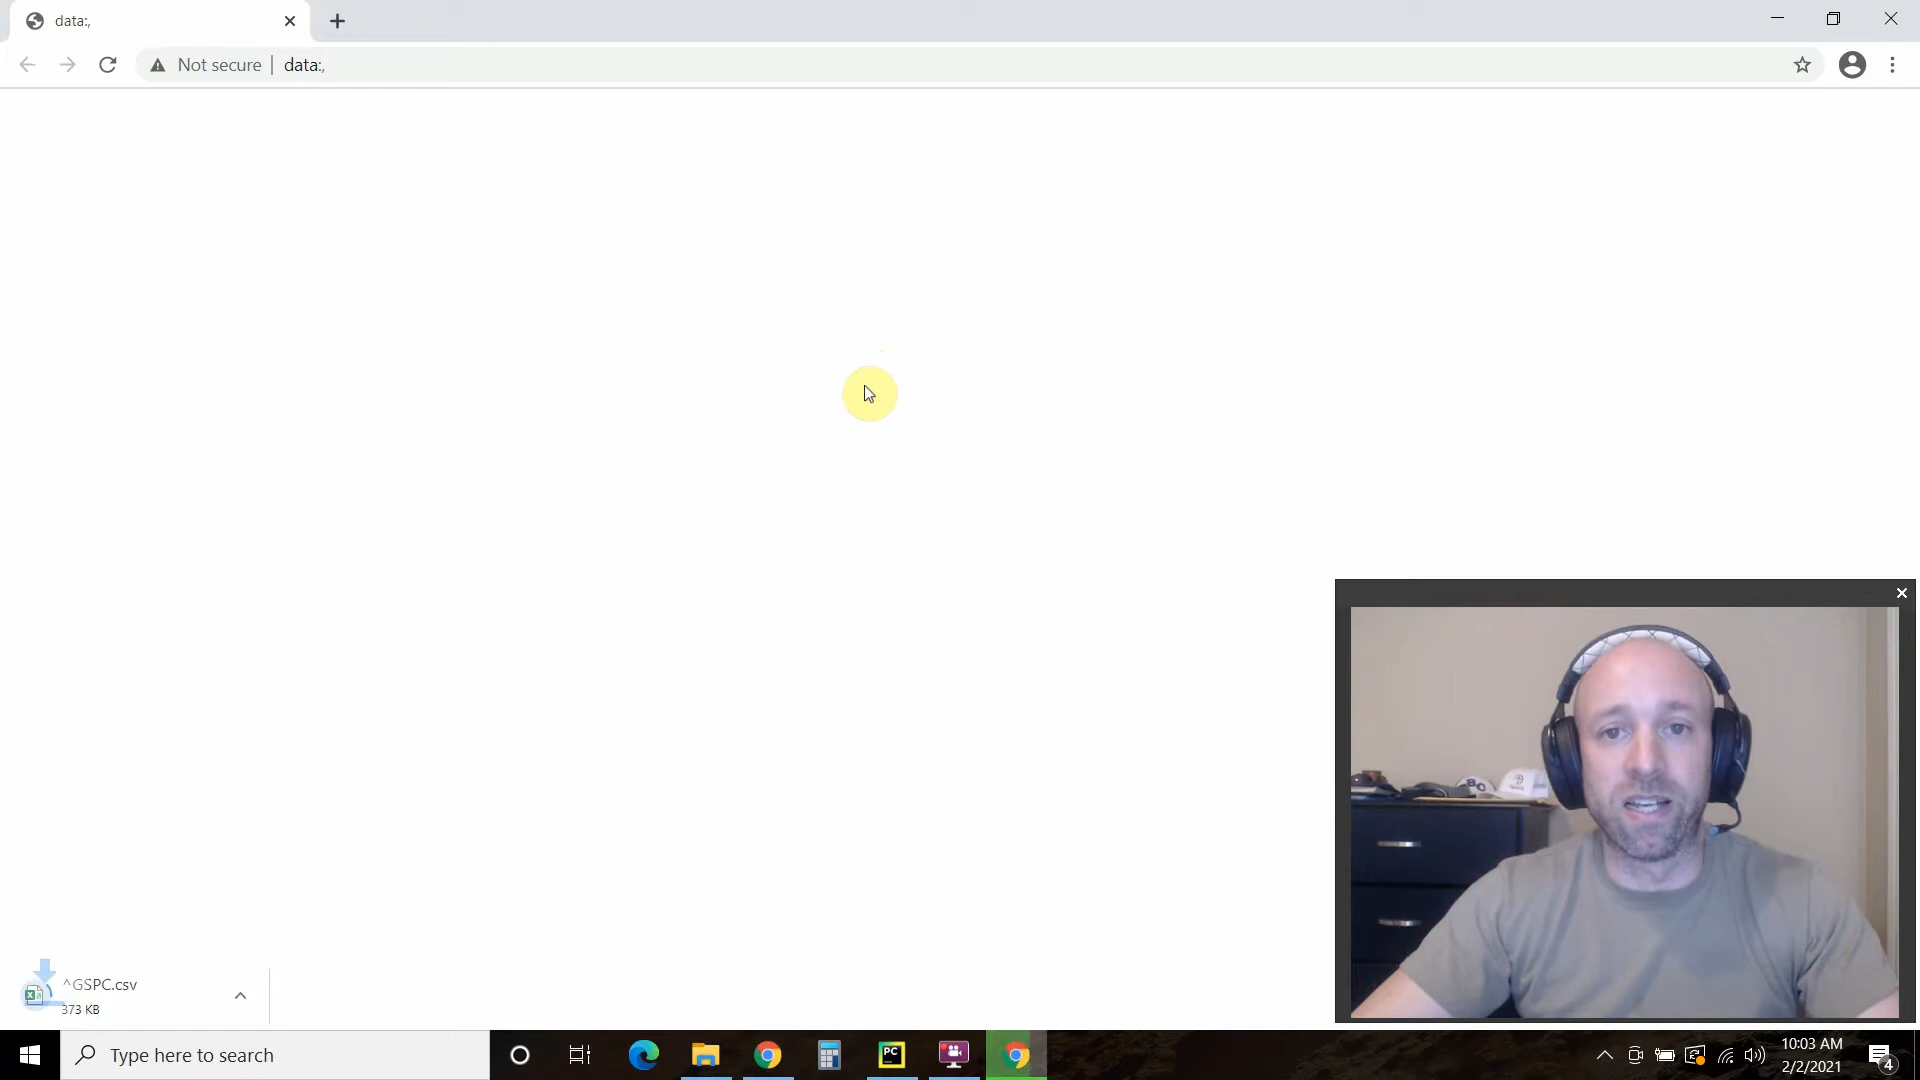 data:,
Not secure | data:,
^GSPC.csv
373 KB
Type here to search
PC
10:03 AM
2/2/2021
4